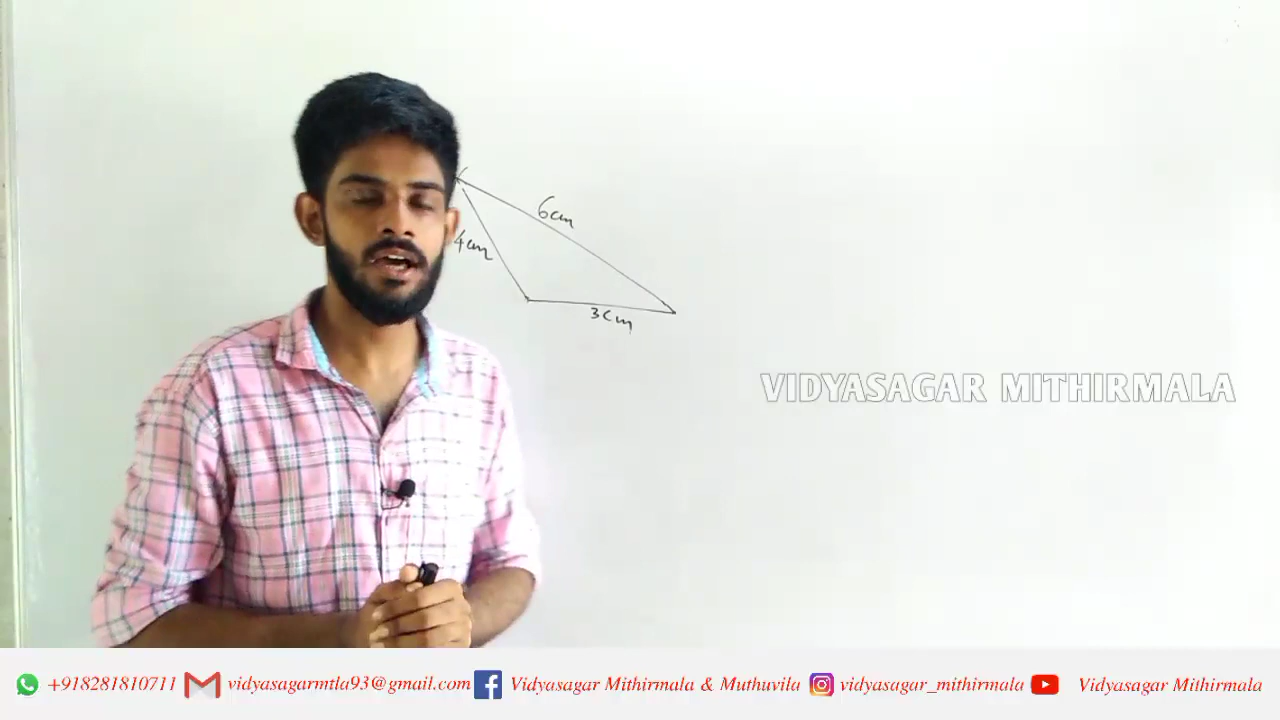 6cm
4cm
3cm
VIDYASAGAR MITHIRMALA
+918281810711 vidyasagarmtla93@gmail.com Vidyasagar Mithirmala & Muthuvila vidyasagar_mithirmala Vidyasagar Mithirmala